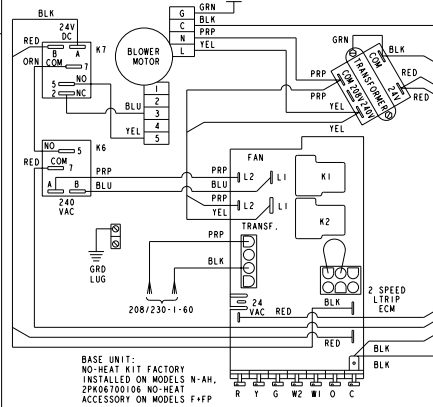 BLK
24V
DC
RED
B
A
K7
ORN
COM
7
NO
5
2
NC
BLU
YEL
BLOWER
MOTOR
G
C
N
L
GRN
BLK
PRP
YEL
1
2
3
4
5
GRN
COM
BLK
PRP
PRP
TRANSFORMER
COM 208V 240V
24V
RED
RED
YEL
YEL
NO
5
K6
RED
COM
7
A
B
PRP
BLU
240
VAC
GRD
LUG
FAN
PRP
L2
L1
BLU
PRP
L2
L1
YEL
TRANSF.
K1
K2
PRP
BLK
208/230-1-60
24
VAC
RED
BLK
2 SPEED
LTRIP
ECM
RED
BLK
BLK
R Y G W2 W1 O C
BASE UNIT:
NO-HEAT KIT FACTORY
INSTALLED ON MODELS N-AH,
2PK06700106 NO-HEAT
ACCESSORY ON MODELS F+FP